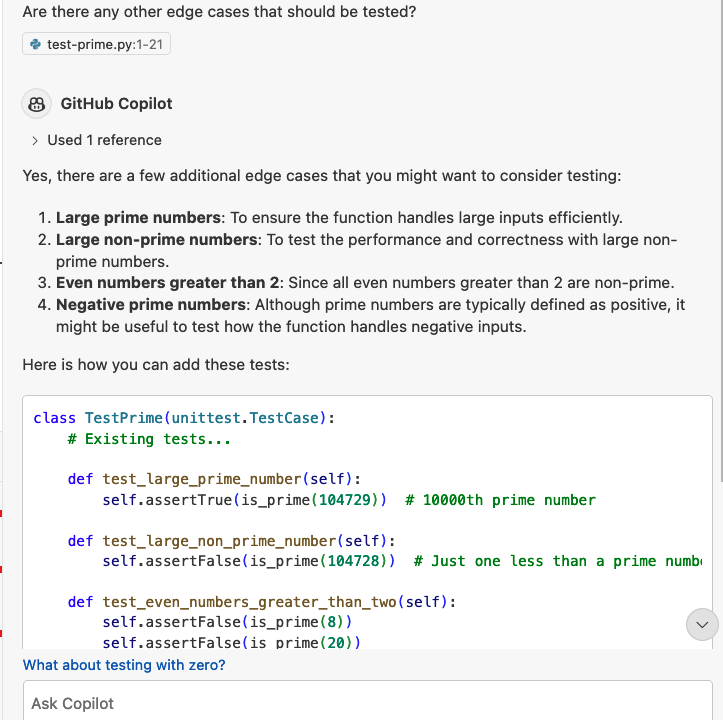 Are there any other edge cases that should be tested?
test-prime.py:1-21
GitHub Copilot
Used 1 reference
Yes, there are a few additional edge cases that you might want to consider testing:
1. Large prime numbers: To ensure the function handles large inputs efficiently.
2. Large non-prime numbers: To test the performance and correctness with large non-
prime numbers.
3. Even numbers greater than 2: Since all even numbers greater than 2 are non-prime.
4. Negative prime numbers: Although prime numbers are typically defined as positive, it
might be useful to test how the function handles negative inputs.
Here is how you can add these tests:
class TestPrime(unittest.TestCase):
    # Existing tests...
    def test_large_prime_number(self):
        self.assertTrue(is_prime(104729))  # 10000th prime number
    def test_large_non_prime_number(self):
        self.assertFalse(is_prime(104728))  # Just one less than a prime numb
    def test_even_numbers_greater_than_two(self):
        self.assertFalse(is_prime(8))
        self.assertFalse(is_prime(20))
What about testing with zero?
Ask Copilot